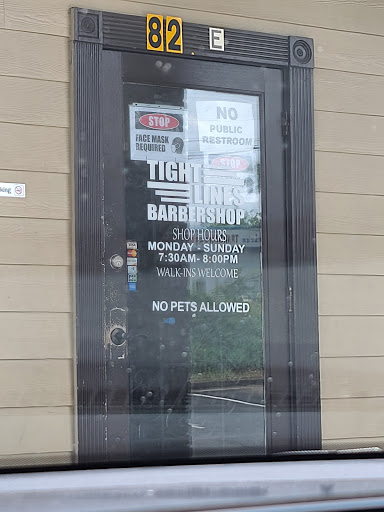 82 E
STOP
FACE MASK
REQUIRED
NO
PUBLIC
RESTROOM
STOP
TIGHT
LINES
BARBERSHOP
SHOP HOURS
MONDAY - SUNDAY
7:30AM- 8:00PM
WALK-INS WELCOME
NO PETS ALLOWED